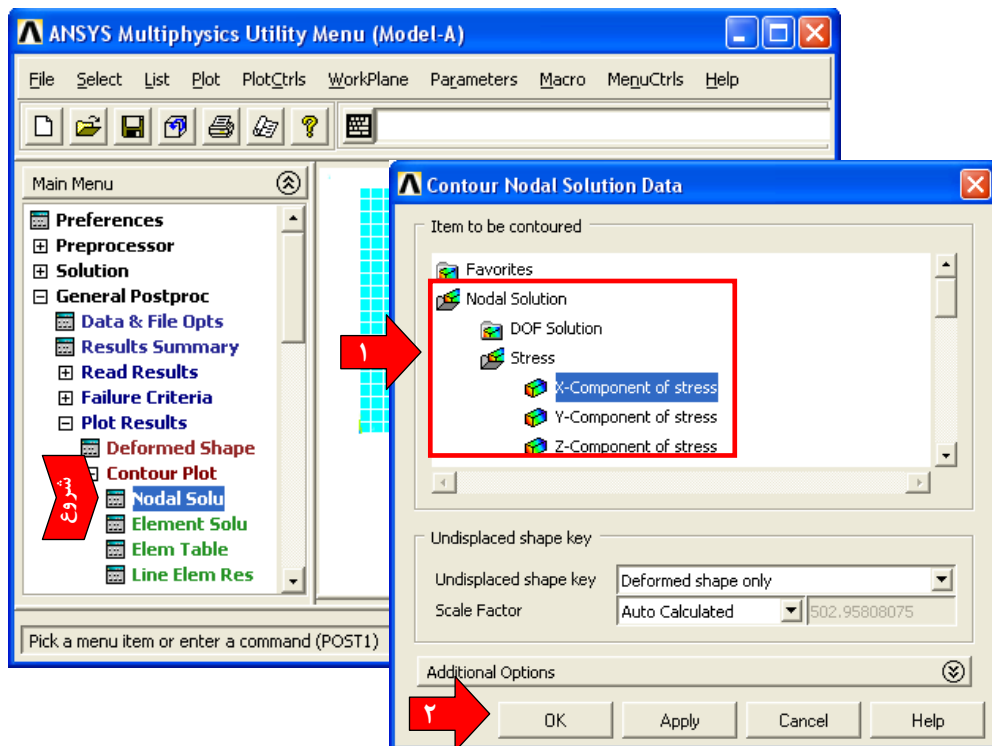 ANSYS Multiphysics Utility Menu (Model-A)
File Select List Plot PlotCtrls WorkPlane Parameters Macro MenuCtrls Help
Main Menu
Preferences
Preprocessor
Solution
General Postproc
Data & File Opts
Results Summary
Read Results
Failure Criteria
Plot Results
Deformed Shape
Contour Plot
شروع
Nodal Solu
Element Solu
Elem Table
Line Elem Res
Pick a menu item or enter a command (POST1)
Contour Nodal Solution Data
Item to be contoured
Favorites
Nodal Solution
DOF Solution
۱
Stress
X-Component of stress
Y-Component of stress
Z-Component of stress
Undisplaced shape key
Undisplaced shape key Deformed shape only
Scale Factor Auto Calculated 502.95808075
Additional Options
۲
OK Apply Cancel Help